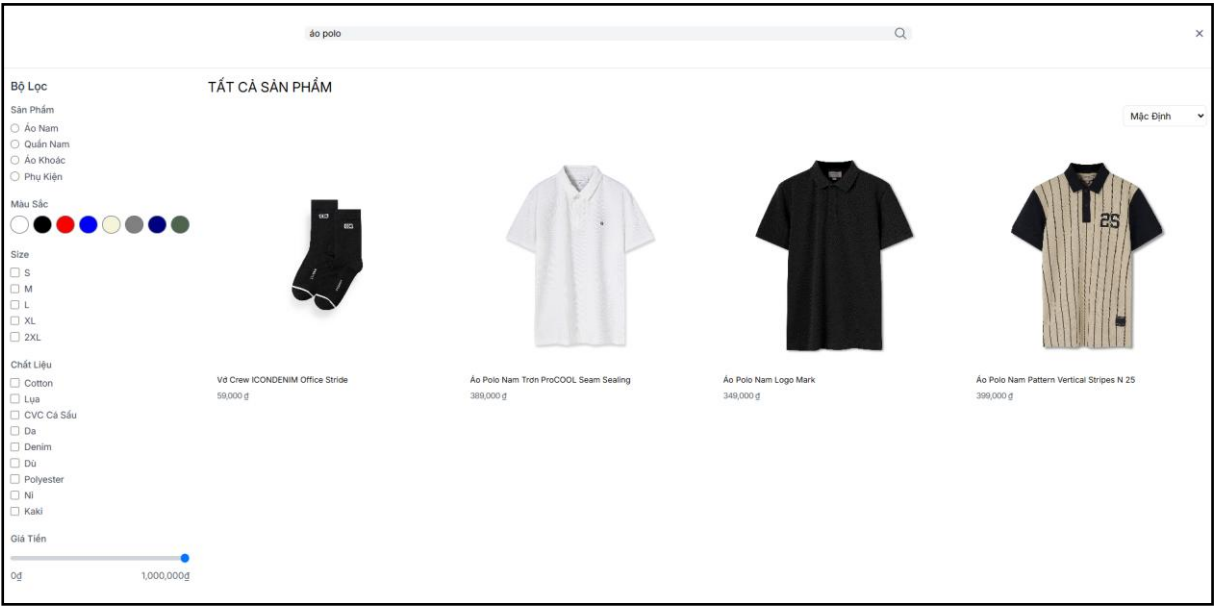 áo polo
×
Bộ Lọc
TẤT CẢ SẢN PHẨM
Mặc Định
Sản Phẩm
Áo Nam
Quần Nam
Áo Khoác
Phụ Kiện
Màu Sắc
Size
S
M
L
XL
2XL
Chất Liệu
Cotton
Lụa
CVC Cá Sấu
Da
Denim
Dù
Polyester
Nỉ
Kaki
Giá Tiền
0₫
1,000,000₫
25
Vớ Crew ICONDENIM Office Stride
59,000 ₫
Áo Polo Nam Trơn ProCOOL Seam Sealing
389,000 ₫
Áo Polo Nam Logo Mark
349,000 ₫
Áo Polo Nam Pattern Vertical Stripes N 25
399,000 ₫